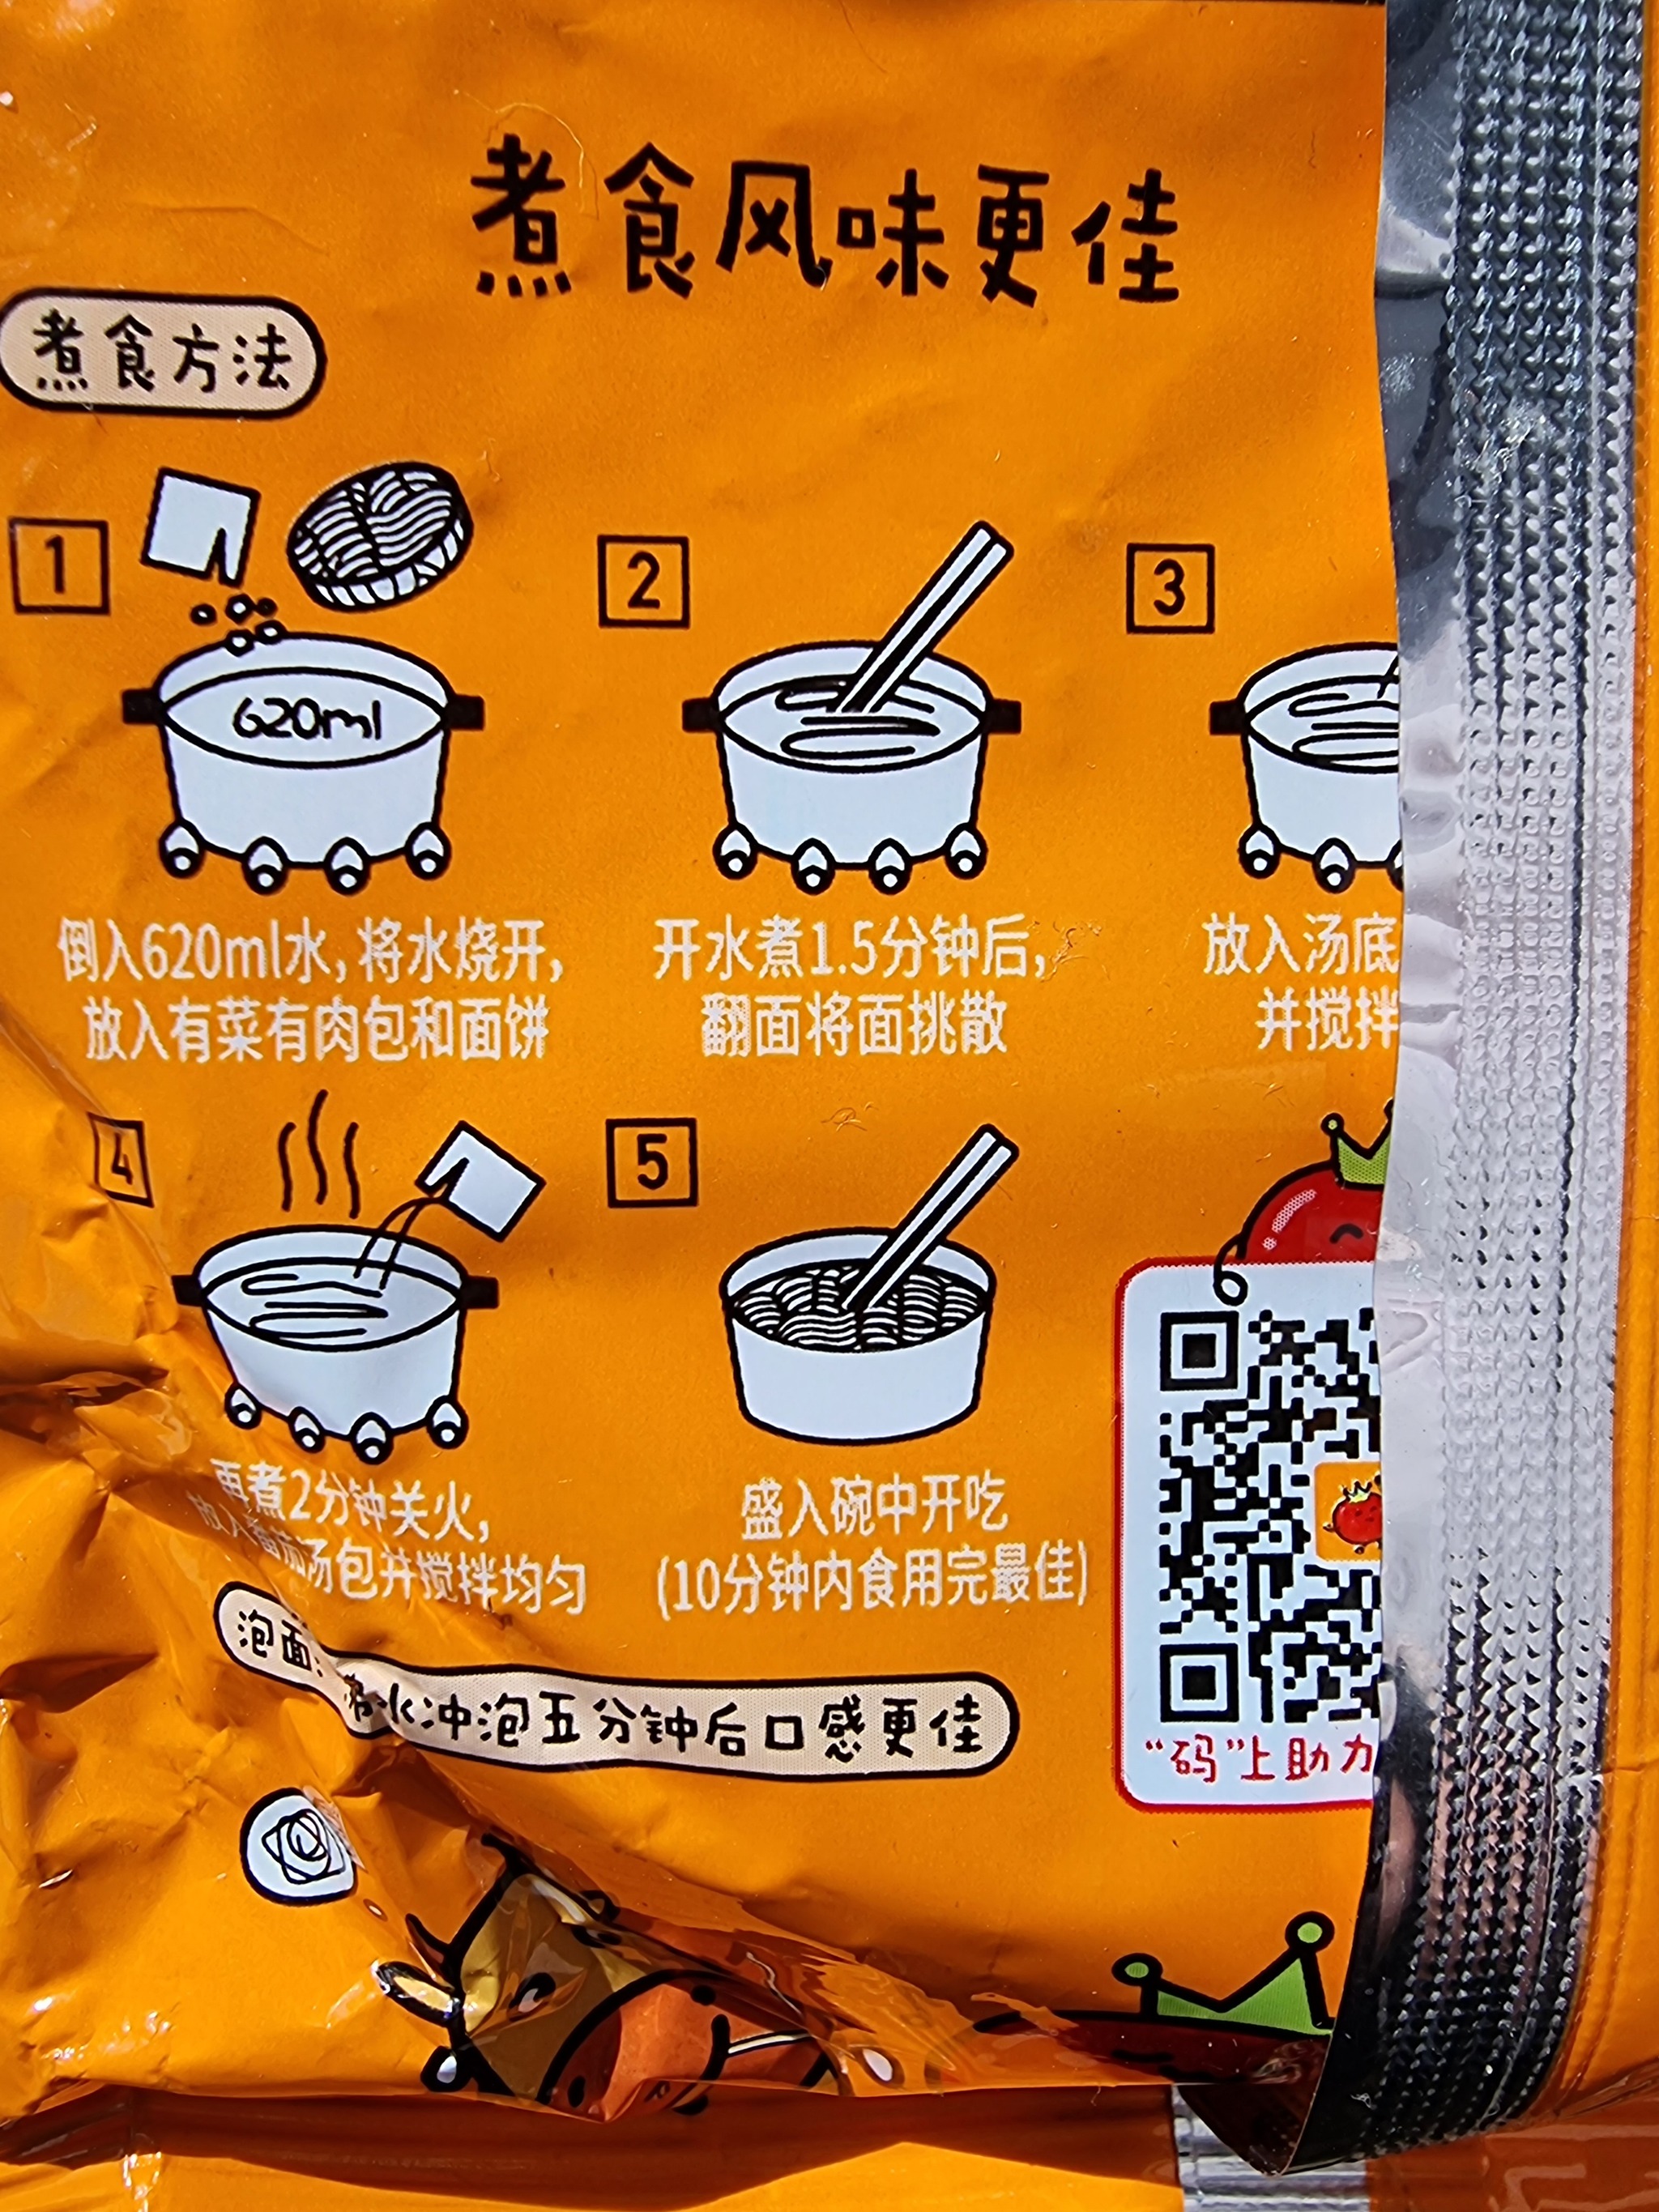 煮食风味更佳
煮食方法
1
2
3
620ml
倒入620ml水,将水烧开,
放入有菜有肉包和面饼
开水煮1.5分钟后,
翻面将面挑散
放入汤底
并搅拌
4
5
再煮2分钟关火,
放入番茄汤包并搅拌均匀
盛入碗中开吃
(10分钟内食用完最佳)
泡面: 水冲泡五分钟后口感更佳
“码”上助力